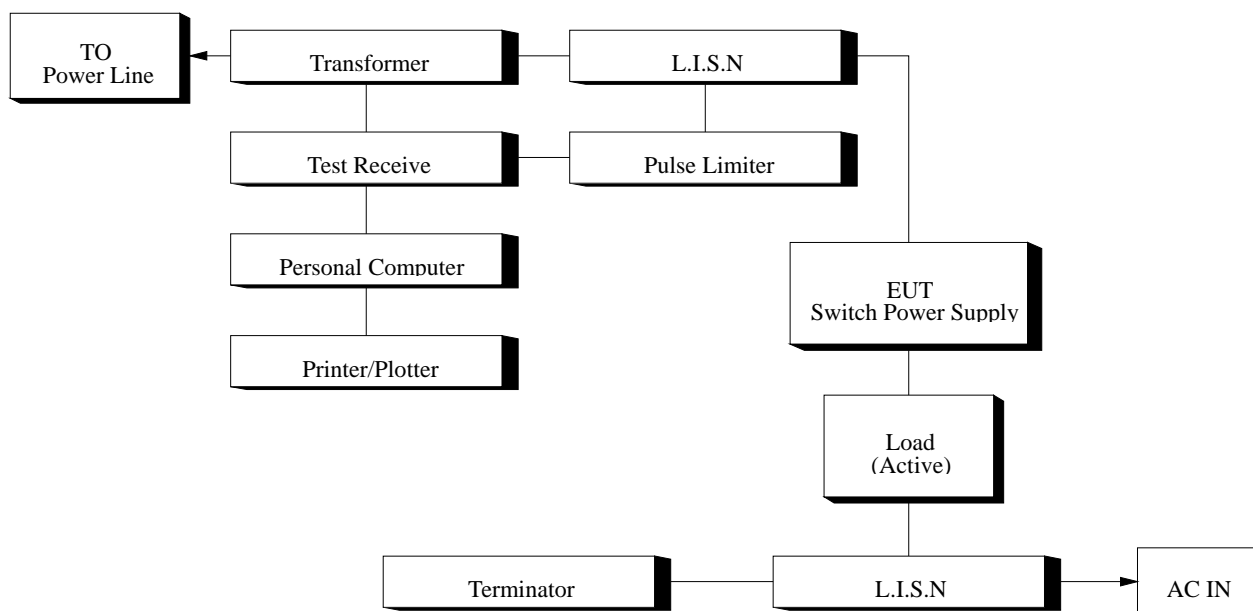 TO
Power Line
Transformer
L.I.S.N
Test Receive
Pulse Limiter
Personal Computer
EUT
Switch Power Supply
Printer/Plotter
Load
(Active)
Terminator
L.I.S.N
AC IN